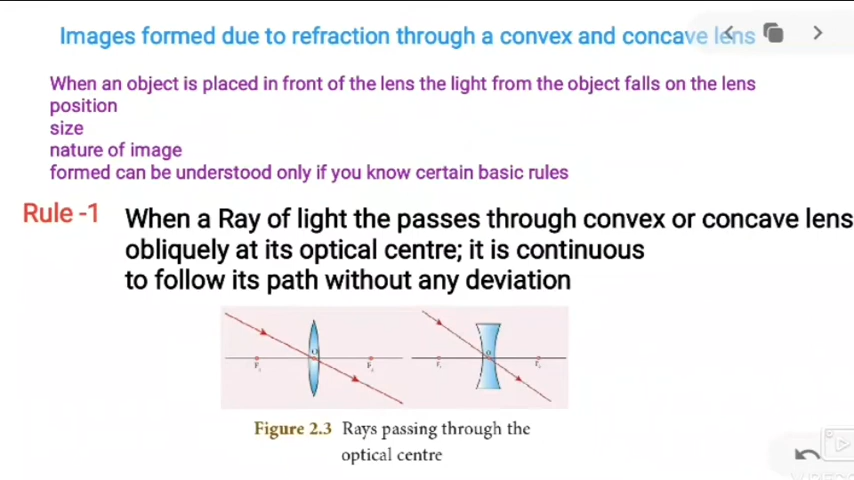 Images formed due to refraction through a convex and concave lens
When an object is placed in front of the lens the light from the object falls on the lens
position
size
nature of image
formed can be understood only if you know certain basic rules
Rule -1
When a Ray of light the passes through convex or concave lens
obliquely at its optical centre; it is continuous
to follow its path without any deviation
O
O
F
F
F
F
Figure 2.3 Rays passing through the
optical centre